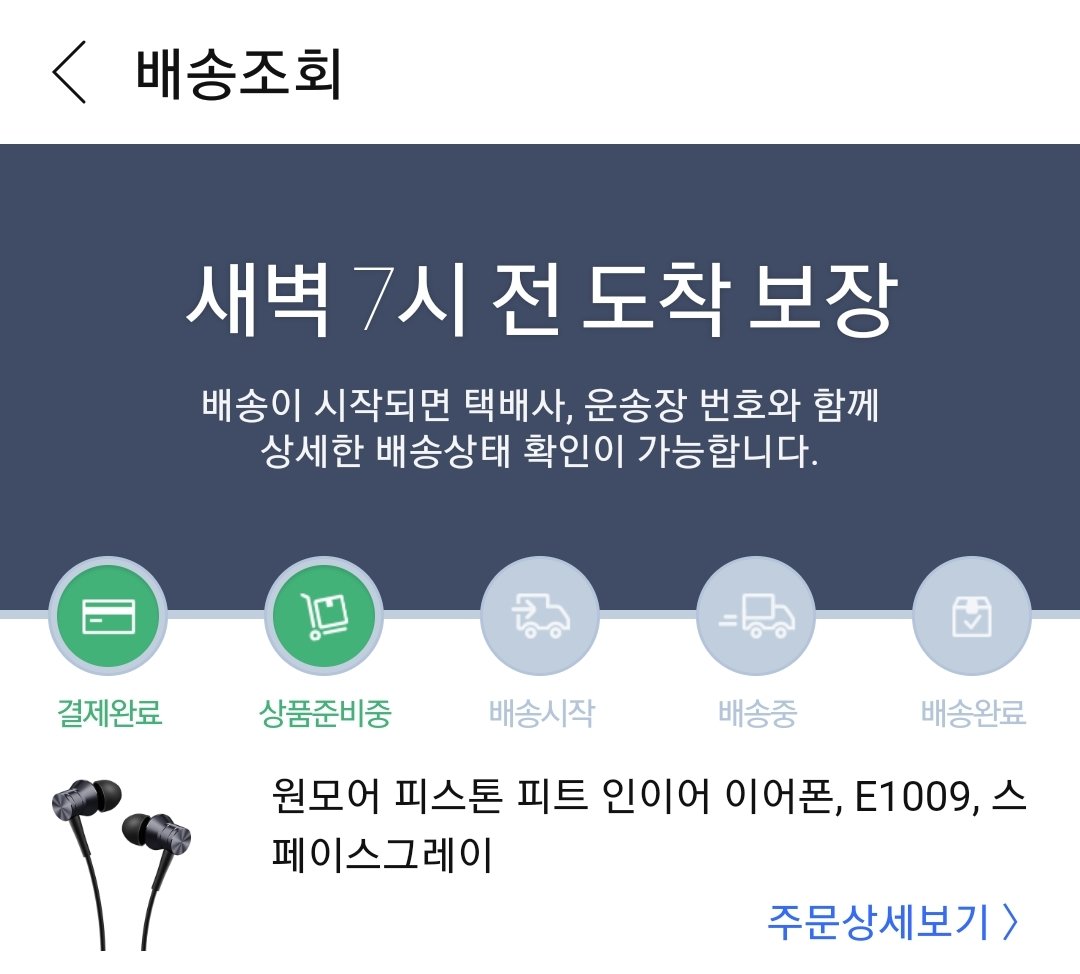 배송조회
새벽 7시 전 도착 보장
배송이 시작되면 택배사, 운송장 번호와 함께
상세한 배송상태 확인이 가능합니다.
결제완료 상품준비중 배송시작 배송중 배송완료
원모어 피스톤 피트 인이어 이어폰, E1009, 스
페이스그레이
주문상세보기 〉